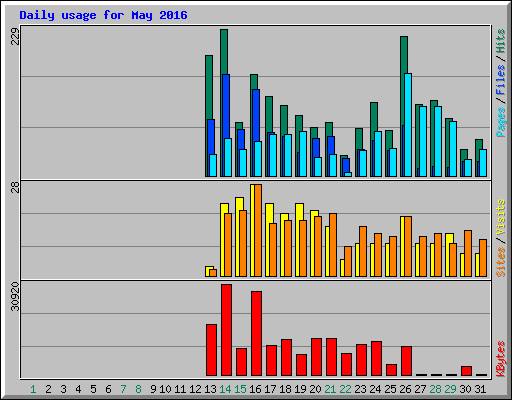 Daily usage for May 2016
229
Pages / Files / Hits
28
Sites / Visits
30920
KBytes
1 2 3 4 5 6 7 8 9 10 11 12 13 14 15 16 17 18 19 20 21 22 23 24 25 26 27 28 29 30 31